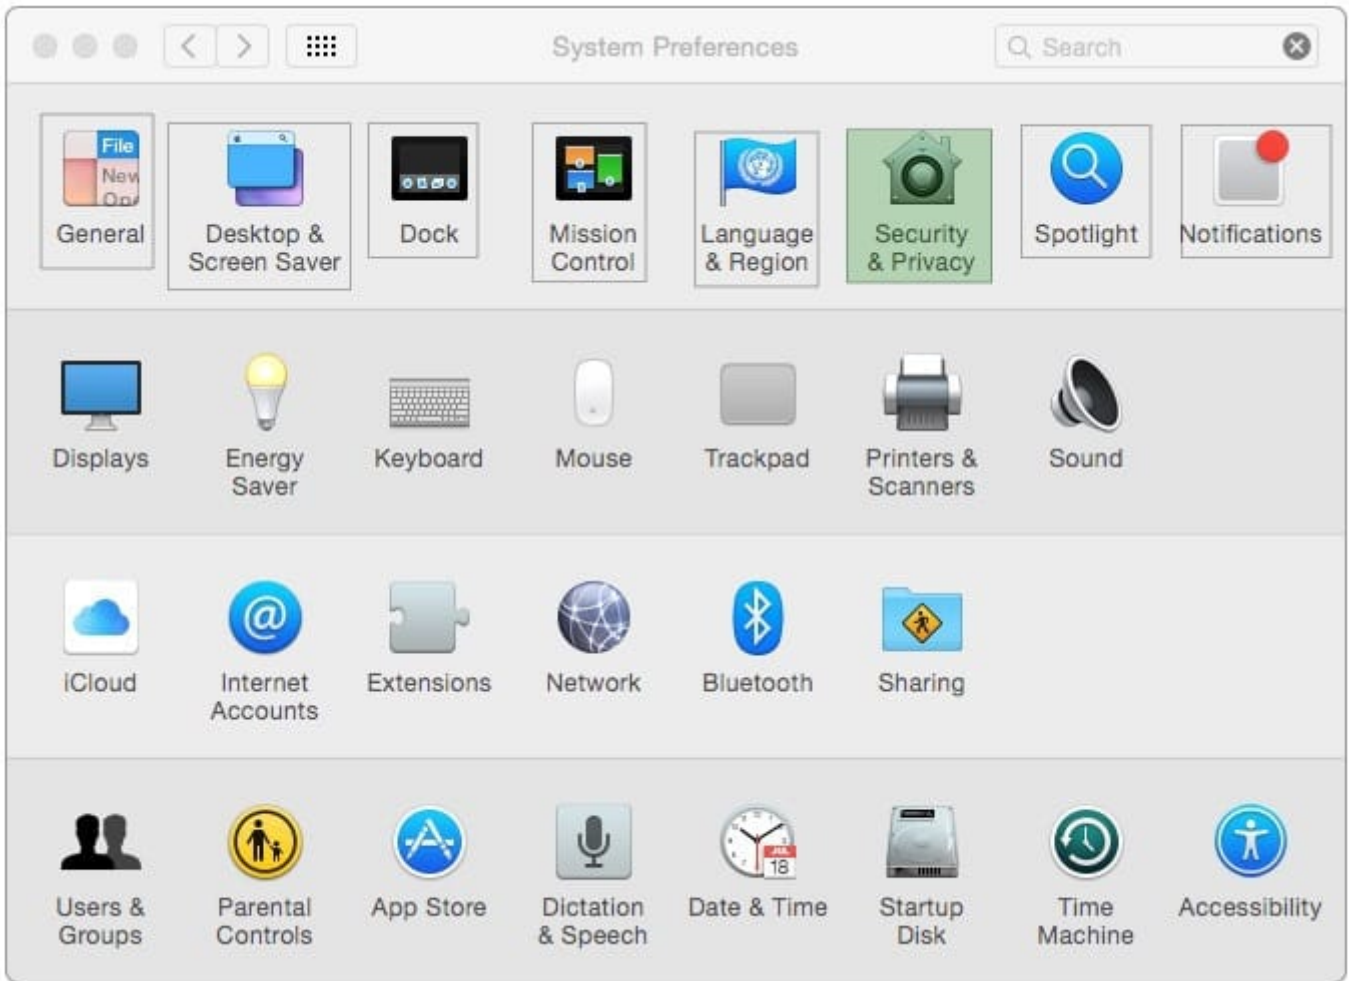 System Preferences
Search
File
New
General
Desktop &
Screen Saver
Dock
Mission
Control
Language
& Region
Security
& Privacy
Spotlight
Notifications
Displays
Energy
Saver
Keyboard
Mouse
Trackpad
Printers &
Scanners
Sound
iCloud
@
Internet
Accounts
Extensions
Network
Bluetooth
Sharing
Users &
Groups
Parental
Controls
App Store
Dictation
& Speech
JUL
18
Date & Time
Startup
Disk
Time
Machine
Accessibility